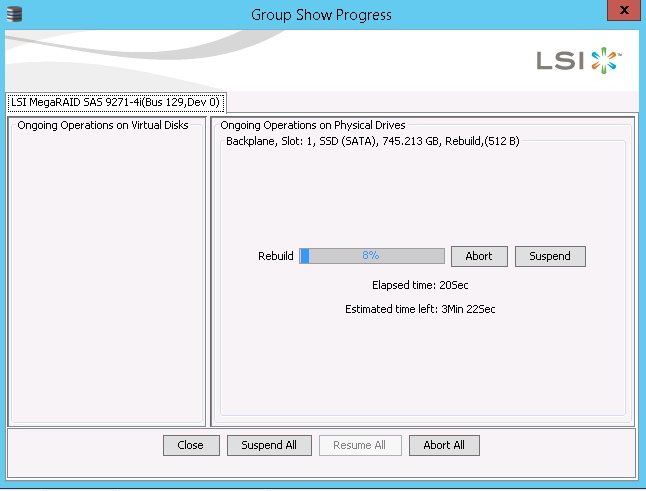 Group Show Progress
x
LSI
LSI MegaRAID SAS 9271-4i(Bus 129,Dev 0)
Ongoing Operations on Virtual Disks
Ongoing Operations on Physical Drives
Backplane, Slot: 1, SSD (SATA), 745.213 GB, Rebuild,(512 B)
Rebuild 8% Abort Suspend
Elapsed time: 20Sec
Estimated time left: 3Min 22Sec
Close Suspend All Resume All Abort All